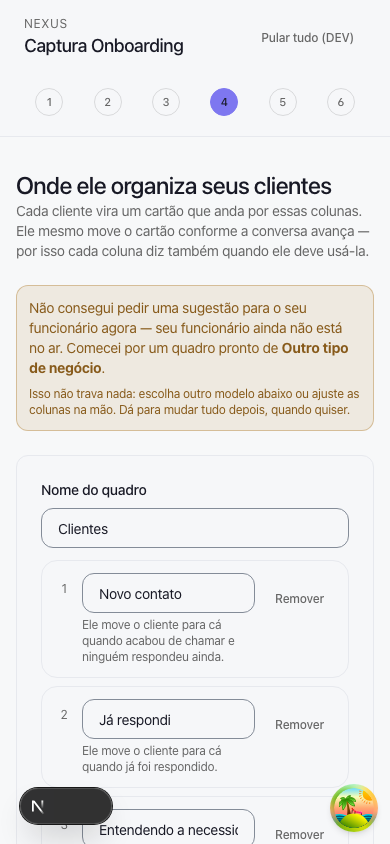 NEXUS
Captura Onboarding
Pular tudo (DEV)
1 2 3 4 5 6
Onde ele organiza seus clientes
Cada cliente vira um cartão que anda por essas colunas.
Ele mesmo move o cartão conforme a conversa avança —
por isso cada coluna diz também quando ele deve usá-la.
Não consegui pedir uma sugestão para o seu
funcionário agora — seu funcionário ainda não está
no ar. Comecei por um quadro pronto de Outro tipo
de negócio.
Isso não trava nada: escolha outro modelo abaixo ou ajuste as
colunas na mão. Dá para mudar tudo depois, quando quiser.
Nome do quadro
Clientes
1
Novo contato
Remover
Ele move o cliente para cá
quando acabou de chamar e
ninguém respondeu ainda.
2
Já respondi
Remover
Ele move o cliente para cá
quando já foi respondido.
3
Entendendo a necessic
Remover
N